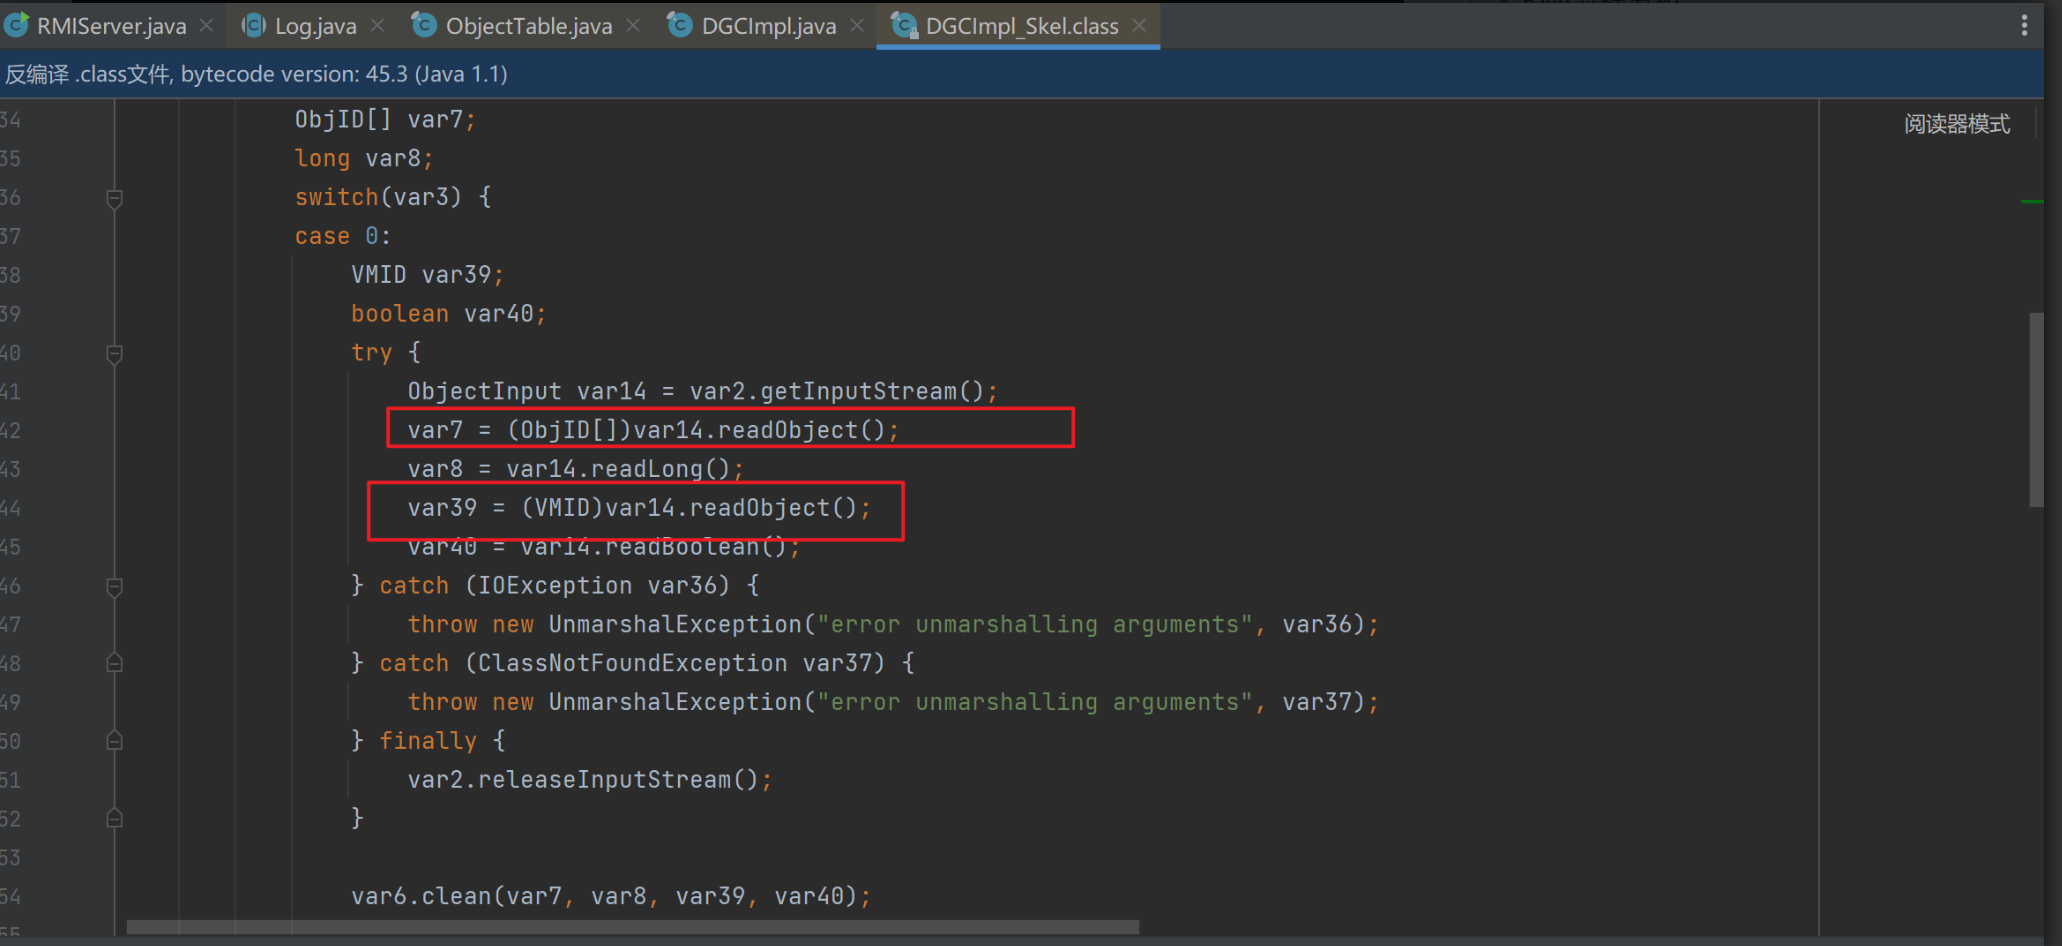 RMIServer.java Log.java ObjectTable.java DGCImpl.java DGCImpl_Skel.class
反编译 .class文件, bytecode version: 45.3 (Java 1.1)
阅读器模式
34 ObjID[] var7;
35 long var8;
36 switch(var3) {
37 case 0:
38 VMID var39;
39 boolean var40;
40 try {
41 ObjectInput var14 = var2.getInputStream();
42 var7 = (ObjID[])var14.readObject();
43 var8 = var14.readLong();
44 var39 = (VMID)var14.readObject();
45 var40 = var14.readBoolean();
46 } catch (IOException var36) {
47 throw new UnmarshalException("error unmarshalling arguments", var36);
48 } catch (ClassNotFoundException var37) {
49 throw new UnmarshalException("error unmarshalling arguments", var37);
50 } finally {
51 var2.releaseInputStream();
52 }
53
54 var6.clean(var7, var8, var39, var40);
55